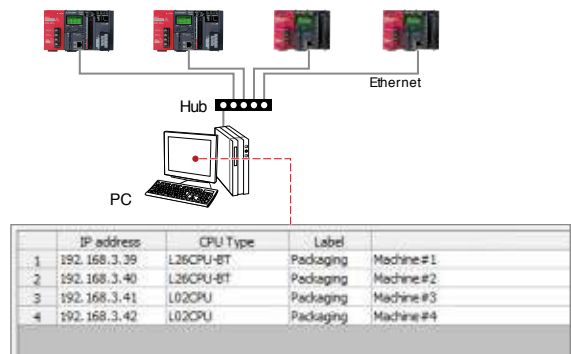 Ethernet
Hub
PC
IP address CPU Type Label
1 192.168.3.39 L26CPU-BT Packaging Machine#1
2 192.168.3.40 L26CPU-BT Packaging Machine#2
3 192.168.3.41 L02CPU Packaging Machine#3
4 192.168.3.42 L02CPU Packaging Machine#4